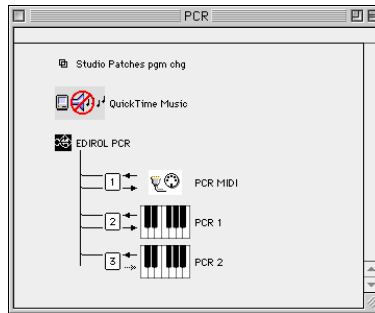 PCR
Studio Patches pgm chg
QuickTime Music
EDIROL PCR
1 PCR MIDI
2 PCR 1
3 PCR 2